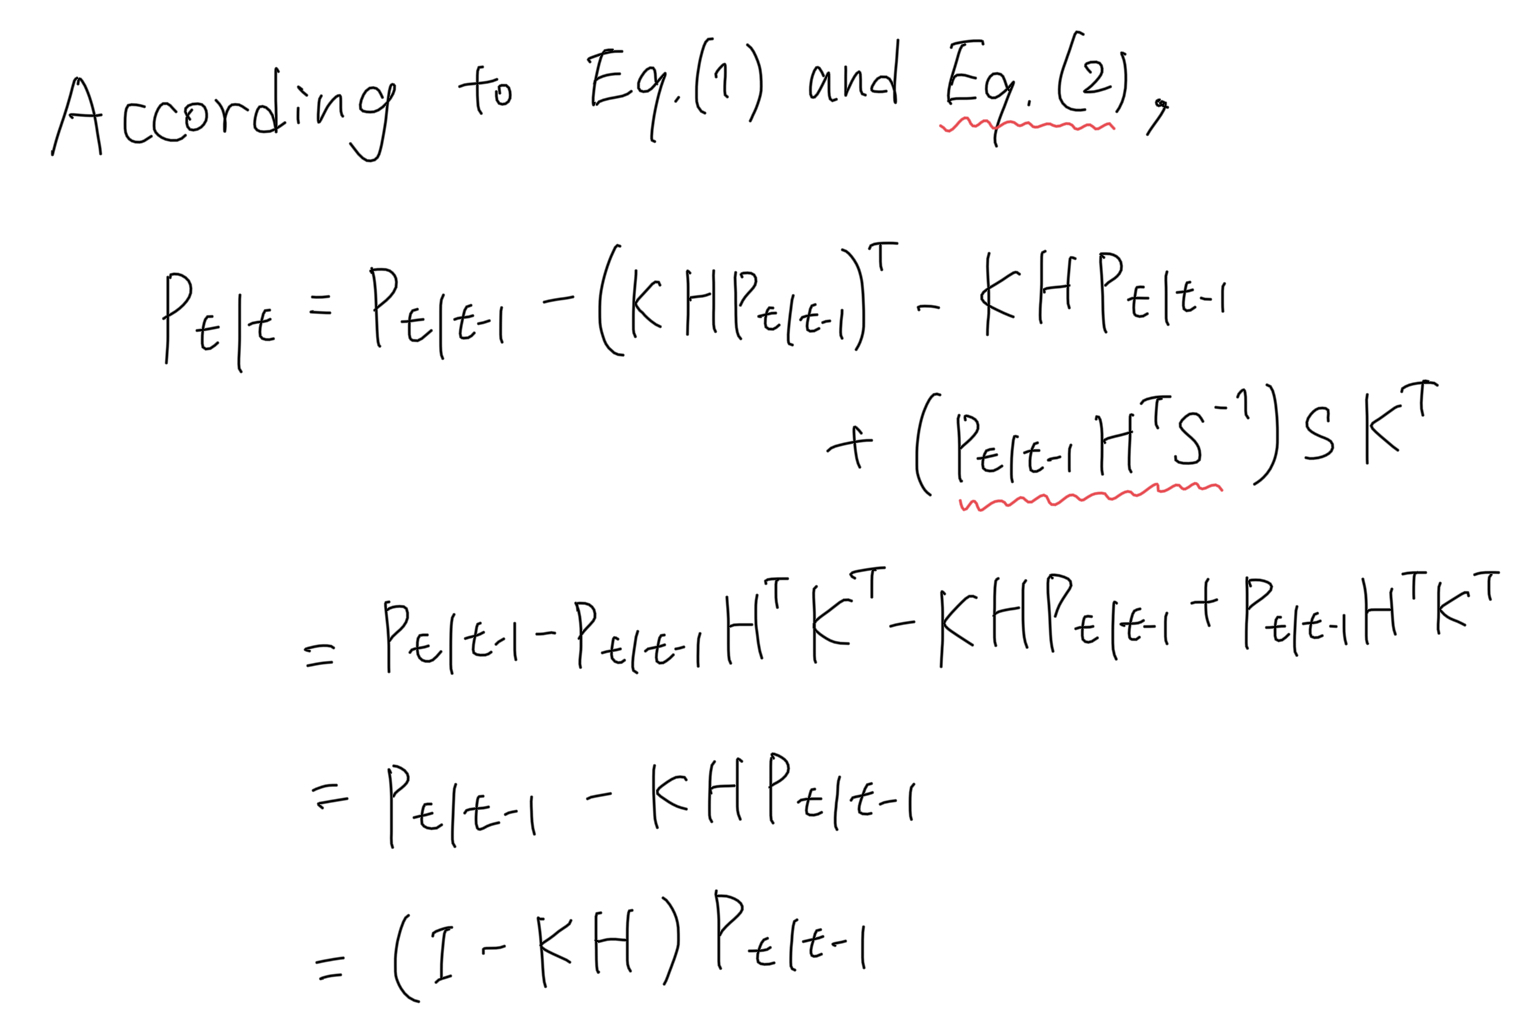 According to Eq.(1) and Eq.(2),
P_{t|t} = P_{t|t-1} - (KHP_{t|t-1})^T - KHP_{t|t-1}
+ (P_{t|t-1}H^TS^{-1})SK^T
= P_{t|t-1} - P_{t|t-1}H^TK^T - KHP_{t|t-1} + P_{t|t-1}H^TK^T
= P_{t|t-1} - KHP_{t|t-1}
= (I - KH)P_{t|t-1}